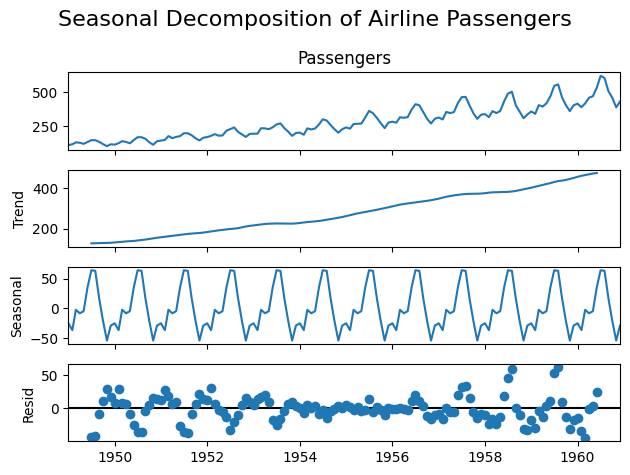 Seasonal Decomposition of Airline Passengers
Passengers
500
250
Trend
400
200
Seasonal
50
0
−50
Resid
50
0
1950 1952 1954 1956 1958 1960